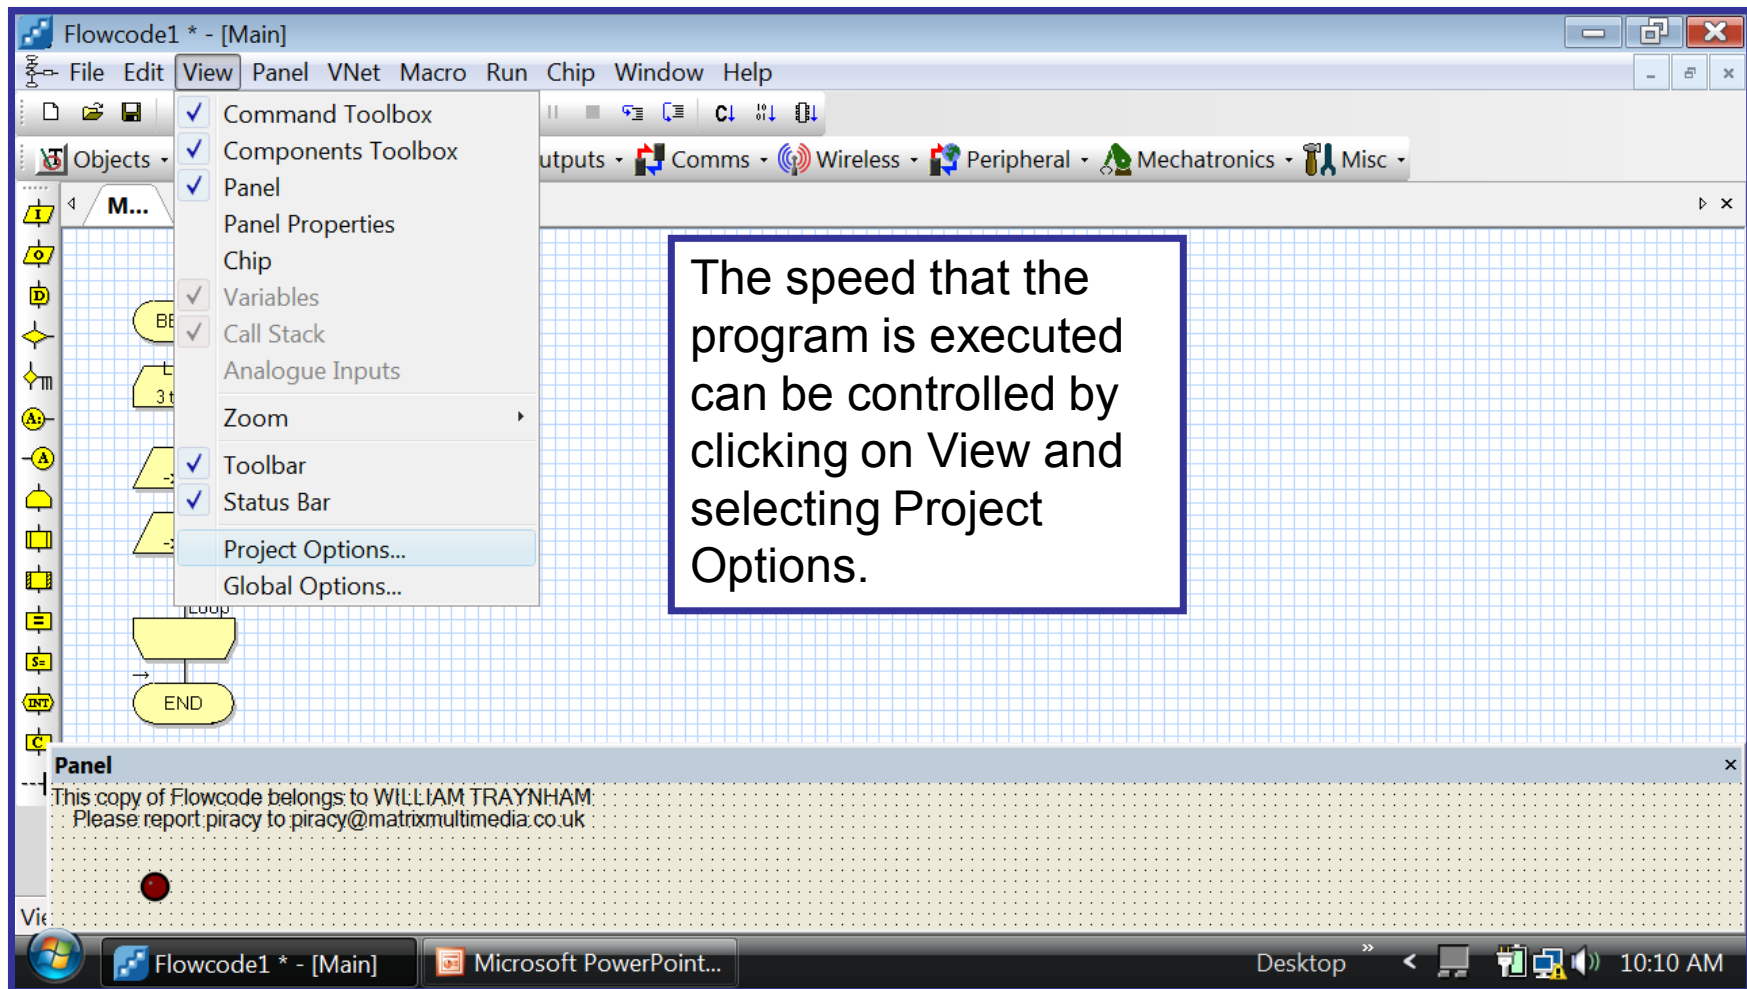 Flowcode1 * - [Main]
File Edit View Panel VNet Macro Run Chip Window Help
Objects
Comms Wireless Peripheral Mechatronics Misc
M...
Command Toolbox
Components Toolbox
Panel
Panel Properties
Chip
Variables
Call Stack
Analogue Inputs
Zoom
Toolbar
Status Bar
Project Options...
Global Options...
The speed that the
program is executed
can be controlled by
clicking on View and
selecting Project
Options.
Loop
END
Panel
This copy of Flowcode belongs to WILLIAM TRAYNHAM
Please report piracy to piracy@matrixmultimedia.co.uk
Flowcode1 * - [Main]
Microsoft PowerPoint...
Desktop
10:10 AM